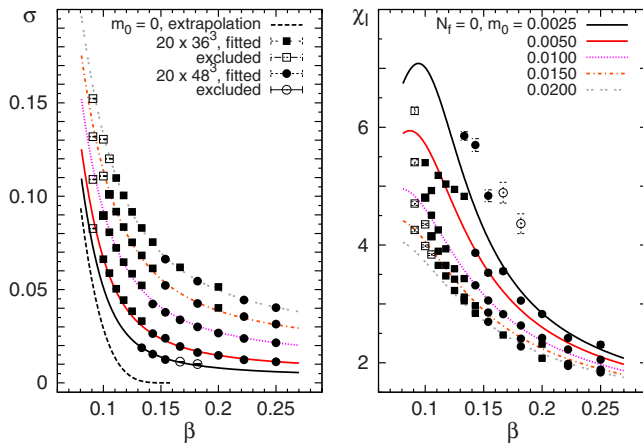 σ
m₀ = 0, extrapolation
20 x 36³, fitted
excluded
20 x 48³, fitted
excluded
0.15
0.10
0.05
0
0.1 0.15 0.2 0.25
β
χₗ
N_f = 0, m₀ = 0.0025
0.0050
0.0100
0.0150
0.0200
6
4
2
0.1 0.15 0.2 0.25
β